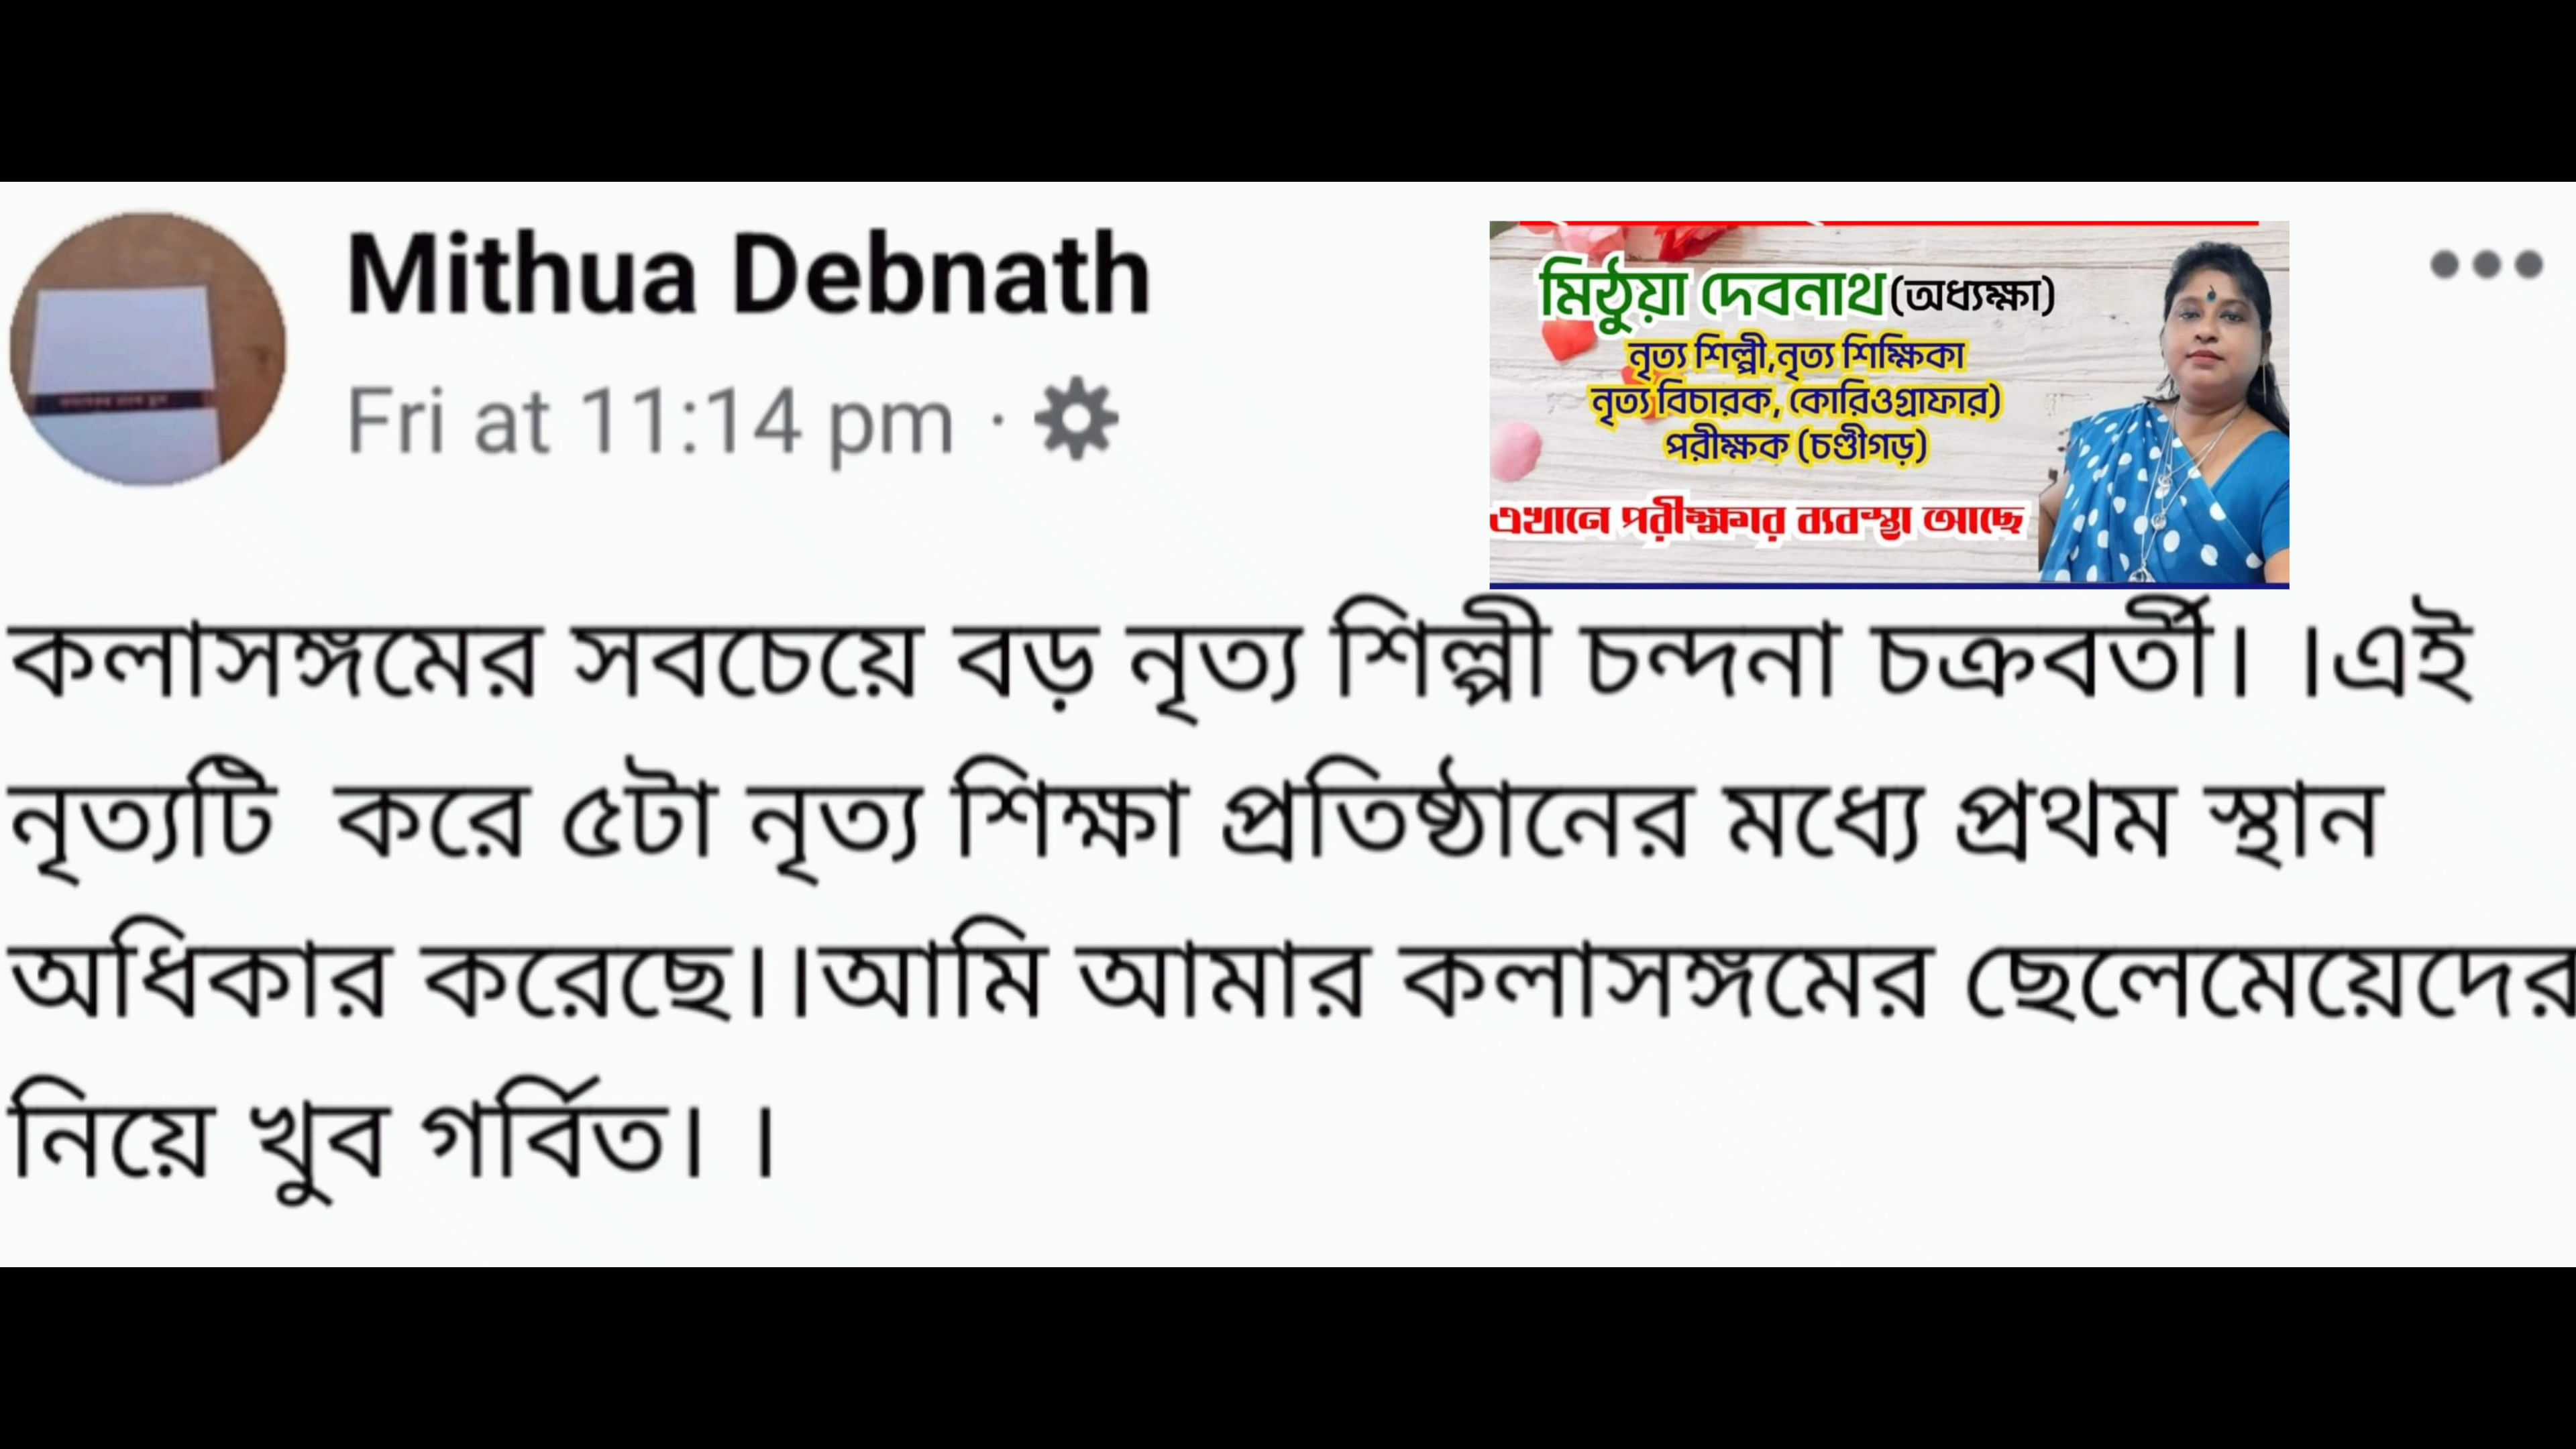 Mithua Debnath
Fri at 11:14 pm ·
মিঠুয়া দেবনাথ (অধ্যক্ষা)
নৃত্য শিল্পী,নৃত্য শিক্ষিকা
নৃত্য বিচারক, কোরিওগ্রাফার)
পরীক্ষক (চণ্ডীগড়)
এখানে পরীক্ষার ব্যবস্থা আছে
কলাসঙ্গমের সবচেয়ে বড় নৃত্য শিল্পী চন্দনা চক্রবর্তী। ।এই
নৃত্যটি করে ৫টা নৃত্য শিক্ষা প্রতিষ্ঠানের মধ্যে প্রথম স্থান
অধিকার করেছে।।আমি আমার কলাসঙ্গমের ছেলেমেয়েদের
নিয়ে খুব গর্বিত। ।